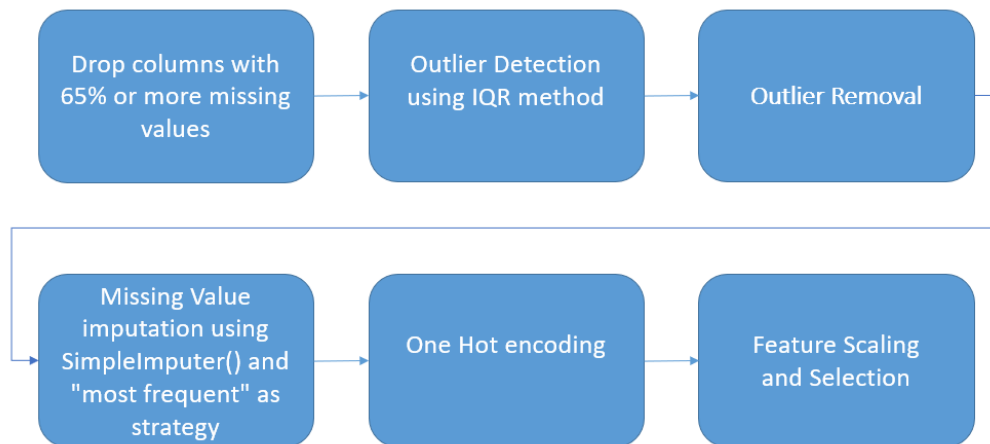 Drop columns with
65% or more missing
values
Outlier Detection
using IQR method
Outlier Removal
Missing Value
imputation using
SimpleImputer() and
"most frequent" as
strategy
One Hot encoding
Feature Scaling
and Selection